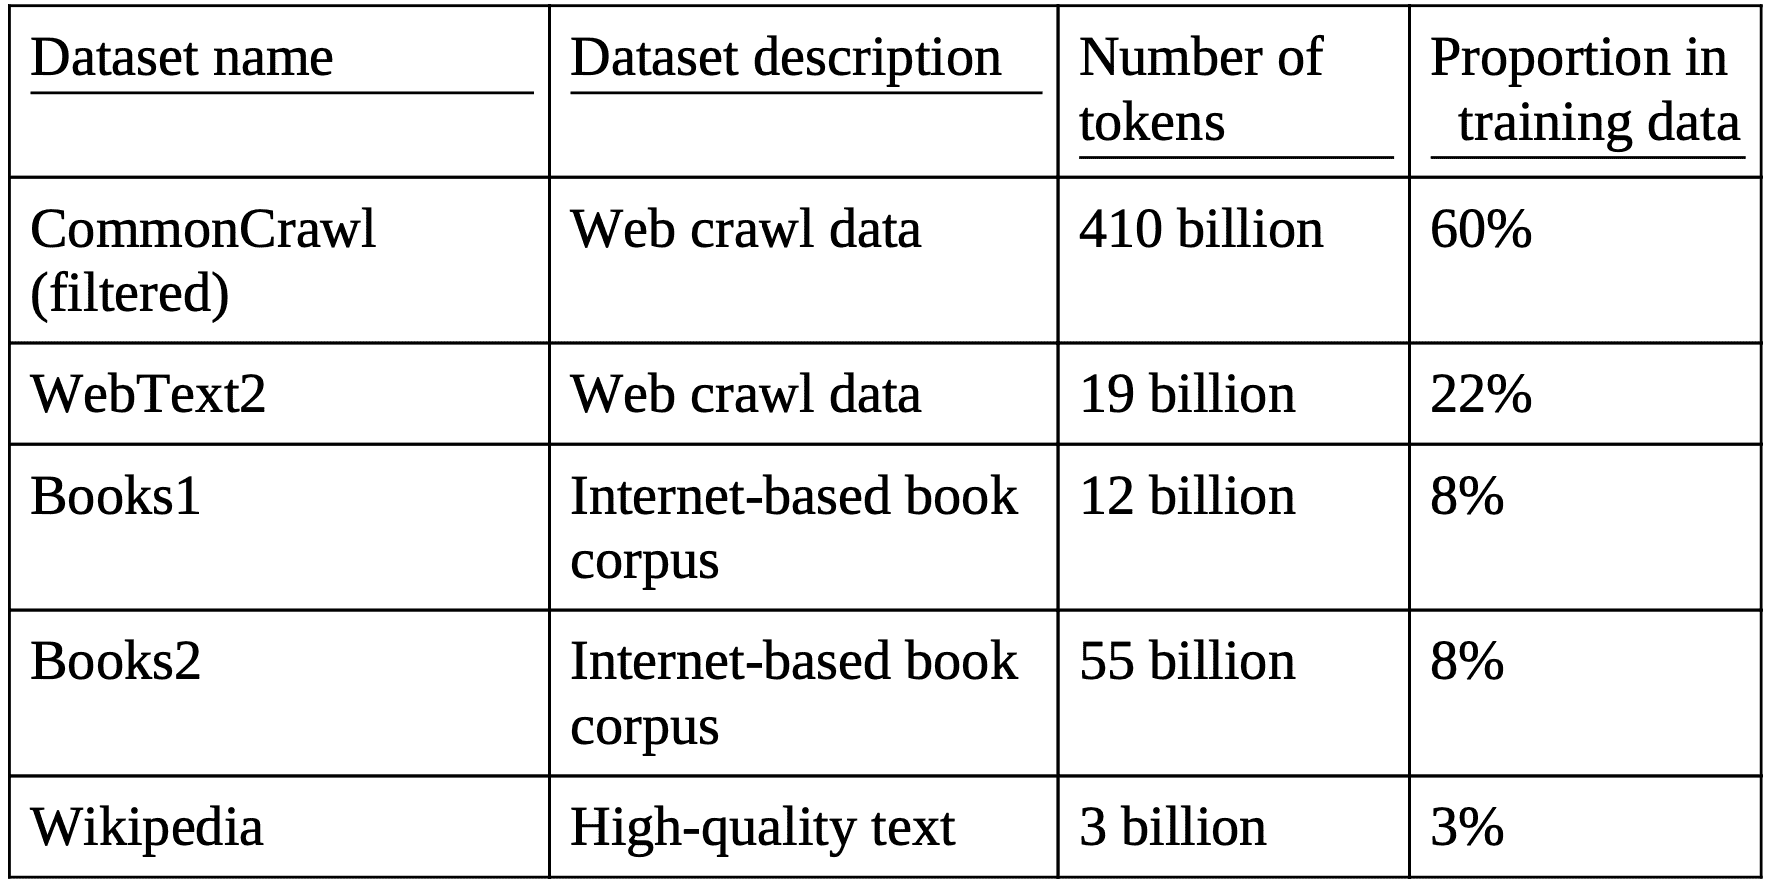 Dataset name
Dataset description
Number of
tokens
Proportion in
training data
CommonCrawl
(filtered)
Web crawl data
410 billion
60%
WebText2
Web crawl data
19 billion
22%
Books1
Internet-based book
corpus
12 billion
8%
Books2
Internet-based book
corpus
55 billion
8%
Wikipedia
High-quality text
3 billion
3%